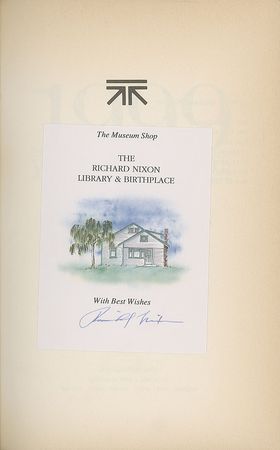 The Museum Shop
THE
RICHARD NIXON
LIBRARY & BIRTHPLACE
With Best Wishes